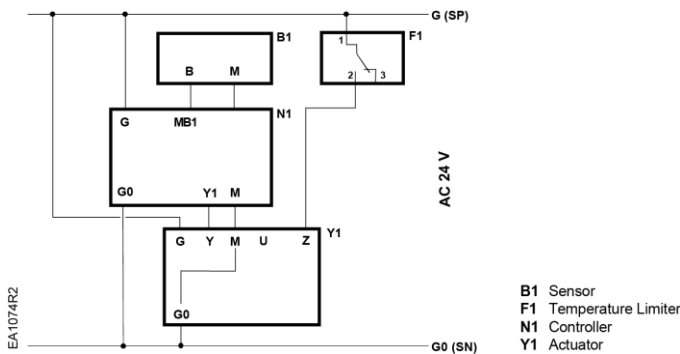 G (SP)
B1
F1
1
2
3
B M
N1
G MB1
G0 Y1 M
AC 24 V
Y1
G Y M U Z
G0
EA1074R2
G0 (SN)
B1 Sensor
F1 Temperature Limiter
N1 Controller
Y1 Actuator